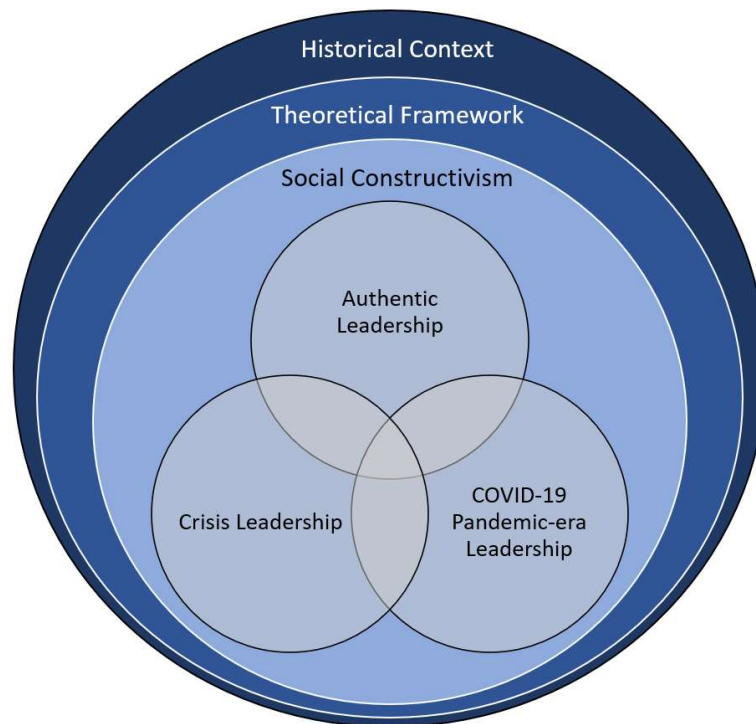 Historical Context
Theoretical Framework
Social Constructivism
Authentic
Leadership
Crisis Leadership
COVID-19
Pandemic-era
Leadership